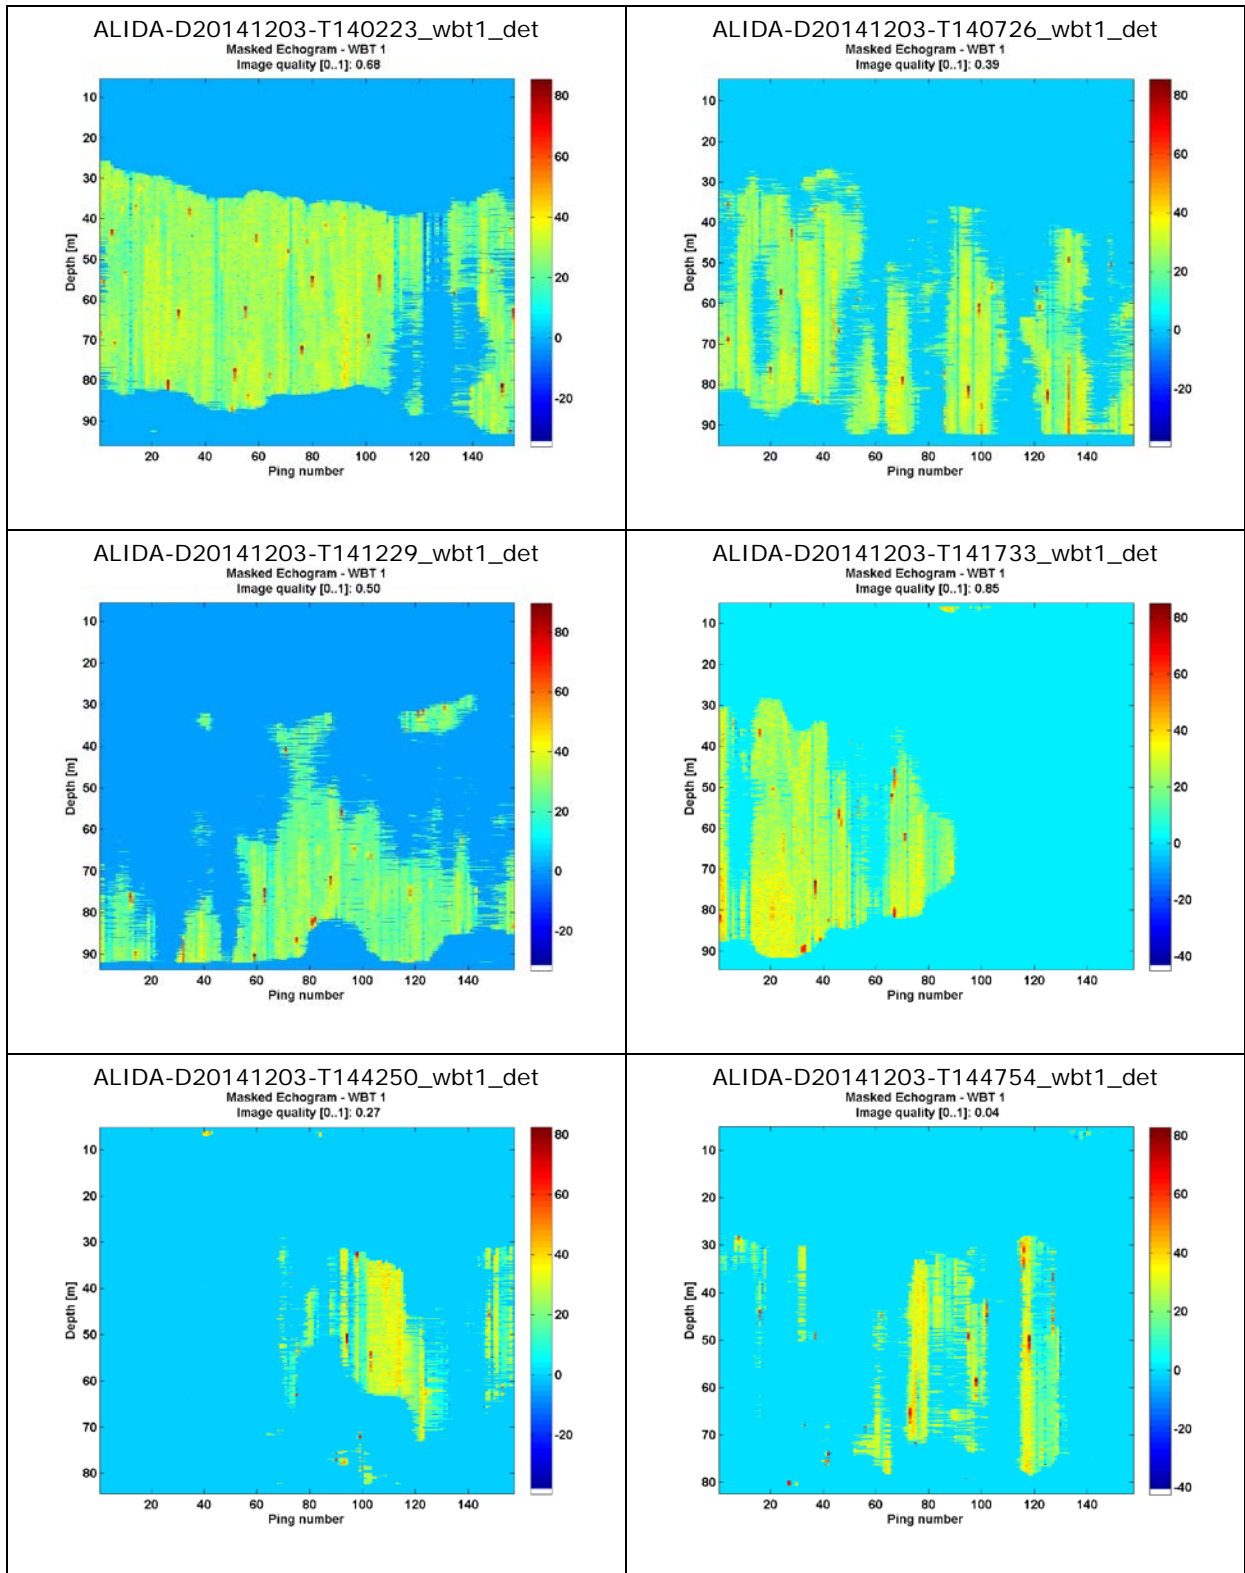 ALIDA-D20141203-T140223_wbt1_det
Masked Echogram - WBT 1
Image quality [0..1]: 0.68
10
20
30
40
50
60
70
80
90
Depth [m]
20 40 60 80 100 120 140
Ping number
80
60
40
20
0
-20
ALIDA-D20141203-T140726_wbt1_det
Masked Echogram - WBT 1
Image quality [0..1]: 0.39
10
20
30
40
50
60
70
80
90
Depth [m]
20 40 60 80 100 120 140
Ping number
80
60
40
20
0
-20
ALIDA-D20141203-T141229_wbt1_det
Masked Echogram - WBT 1
Image quality [0..1]: 0.50
10
20
30
40
50
60
70
80
90
Depth [m]
20 40 60 80 100 120 140
Ping number
80
60
40
20
0
-20
ALIDA-D20141203-T141733_wbt1_det
Masked Echogram - WBT 1
Image quality [0..1]: 0.85
10
20
30
40
50
60
70
80
90
Depth [m]
20 40 60 80 100 120 140
Ping number
80
60
40
20
0
-20
-40
ALIDA-D20141203-T144250_wbt1_det
Masked Echogram - WBT 1
Image quality [0..1]: 0.27
10
20
30
40
50
60
70
80
Depth [m]
20 40 60 80 100 120 140
Ping number
80
60
40
20
0
-20
ALIDA-D20141203-T144754_wbt1_det
Masked Echogram - WBT 1
Image quality [0..1]: 0.04
10
20
30
40
50
60
70
80
Depth [m]
20 40 60 80 100 120 140
Ping number
80
60
40
20
0
-20
-40